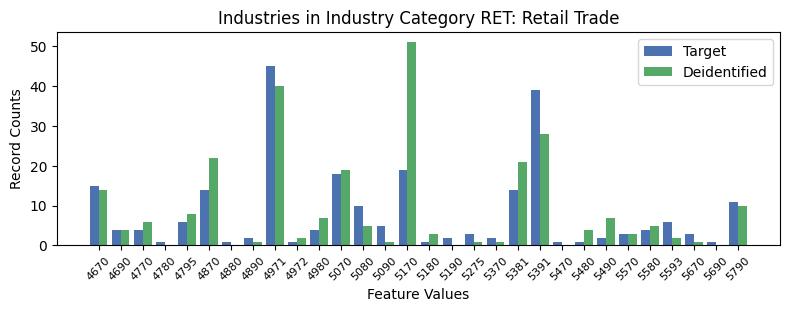 Industries in Industry Category RET: Retail Trade
Target
Deidentified
Record Counts
50
40
30
20
10
0
4670 4690 4770 4780 4795 4870 4880 4890 4971 4972 4980 5070 5080 5090 5170 5180 5190 5275 5370 5381 5391 5470 5480 5490 5570 5580 5593 5670 5690 5790
Feature Values